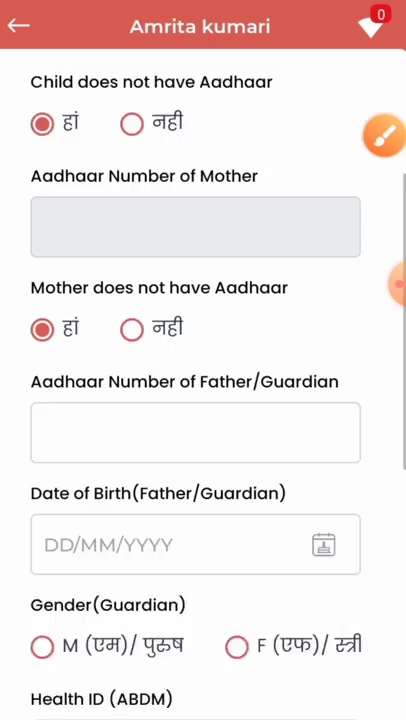 Amrita kumari
0
Child does not have Aadhaar
हां नही
Aadhaar Number of Mother
Mother does not have Aadhaar
हां नही
Aadhaar Number of Father/Guardian
Date of Birth(Father/Guardian)
DD/MM/YYYY
Gender(Guardian)
M (एम)/ पुरुष F (एफ)/ स्त्री
Health ID (ABDM)